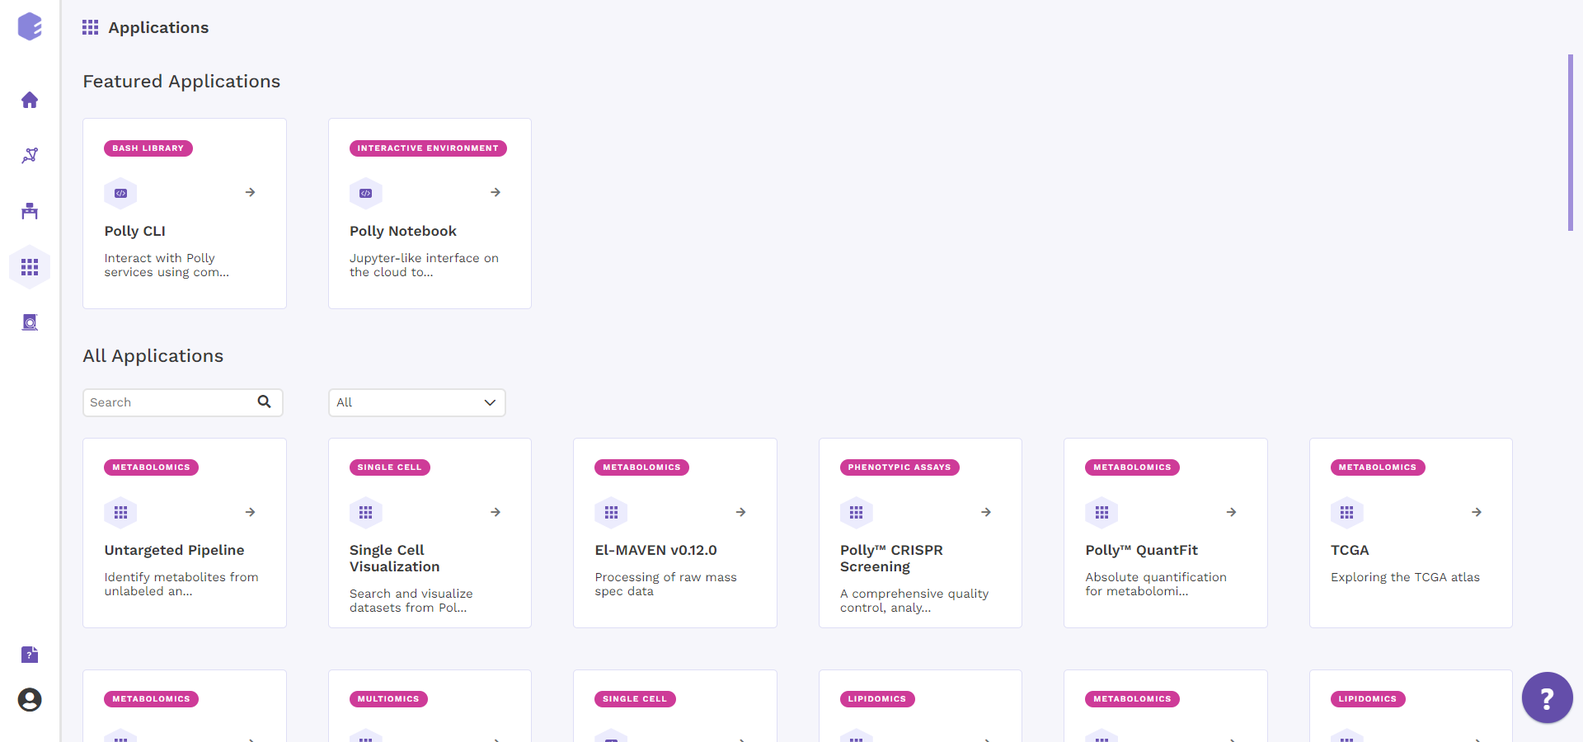 Applications
Featured Applications
BASH LIBRARY
Polly CLI
Interact with Polly
services using com...
INTERACTIVE ENVIRONMENT
Polly Notebook
Jupyter-like interface on
the cloud to...
All Applications
Search
All
METABOLOMICS
Untargeted Pipeline
Identify metabolites from
unlabeled an...
SINGLE CELL
Single Cell
Visualization
Search and visualize
datasets from Pol...
METABOLOMICS
El-MAVEN v0.12.0
Processing of raw mass
spec data
PHENOTYPIC ASSAYS
Polly™ CRISPR
Screening
A comprehensive quality
control, analy...
METABOLOMICS
Polly™ QuantFit
Absolute quantification
for metabolomi...
METABOLOMICS
TCGA
Exploring the TCGA atlas
METABOLOMICS
MULTIOMICS
SINGLE CELL
LIPIDOMICS
METABOLOMICS
LIPIDOMICS
?
?